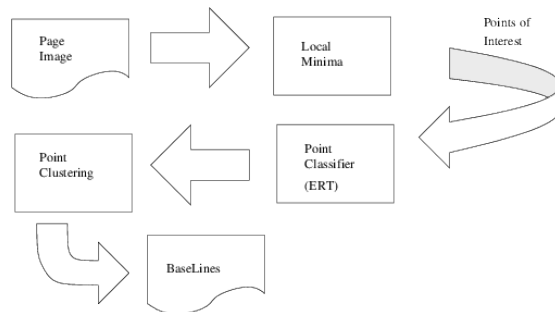 Page
Image
Local
Minima
Points of
Interest
Point
Classifier
(ERT)
Point
Clustering
BaseLines